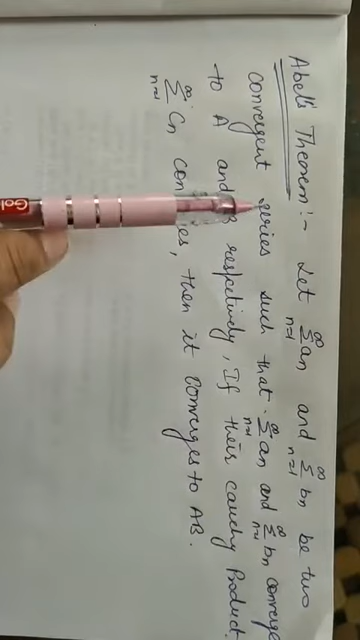 Abel's Theorem :- Let ∑_{n=1}^{∞} an and ∑_{n=1}^{∞} bn be two
convergent series such that ∑_{n=1}^{∞} an and ∑_{n=1}^{∞} bn converge
to A and B respectively, If their cauchy Product
∑_{n=1}^{∞} Cn, then it Converges to AB.
Gol